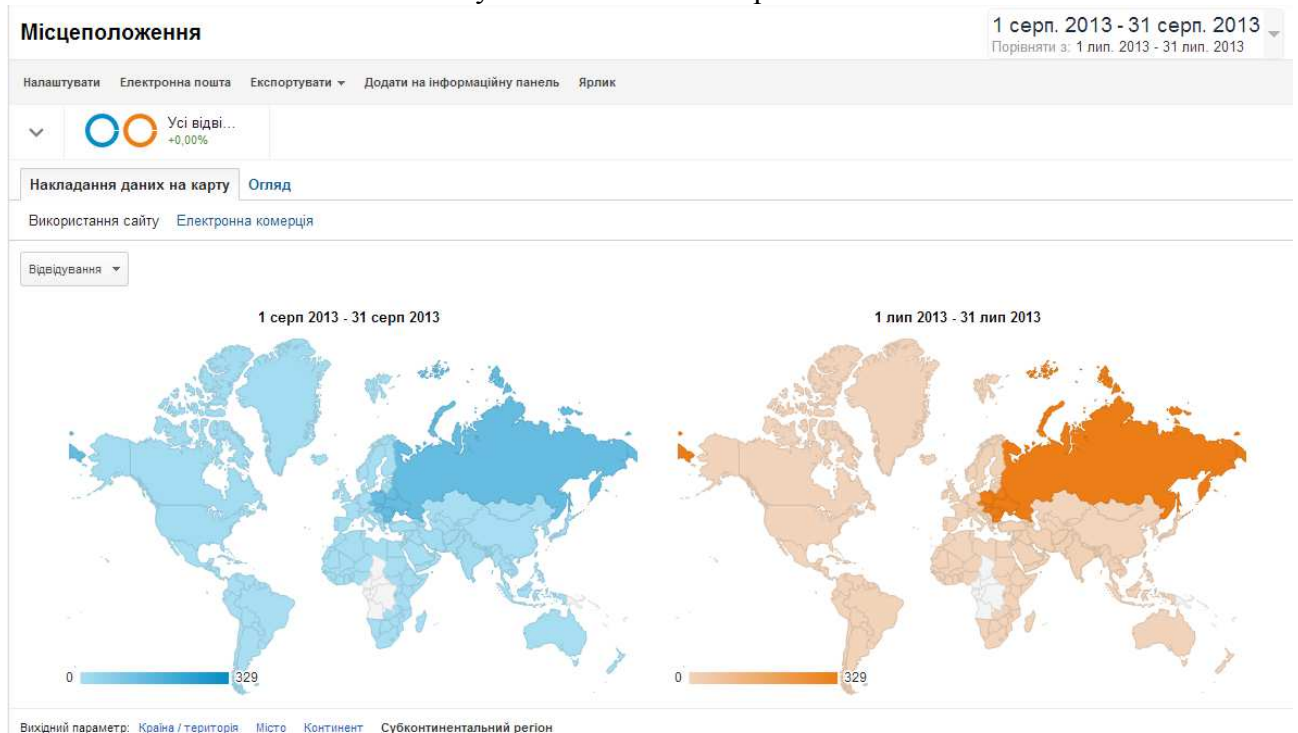 Місцеположення
1 серп. 2013 - 31 серп. 2013
Порівняти з: 1 лип. 2013 - 31 лип. 2013
Налаштувати Електронна пошта Експортувати Додати на інформаційну панель Ярлик
Усі відві...
+0,00%
Накладання даних на карту Огляд
Використання сайту Електронна комерція
Відвідування
1 серп 2013 - 31 серп 2013
1 лип 2013 - 31 лип 2013
0 329
0 329
Вихідний параметр: Країна / територія Місто Континент Субконтинентальний регіон